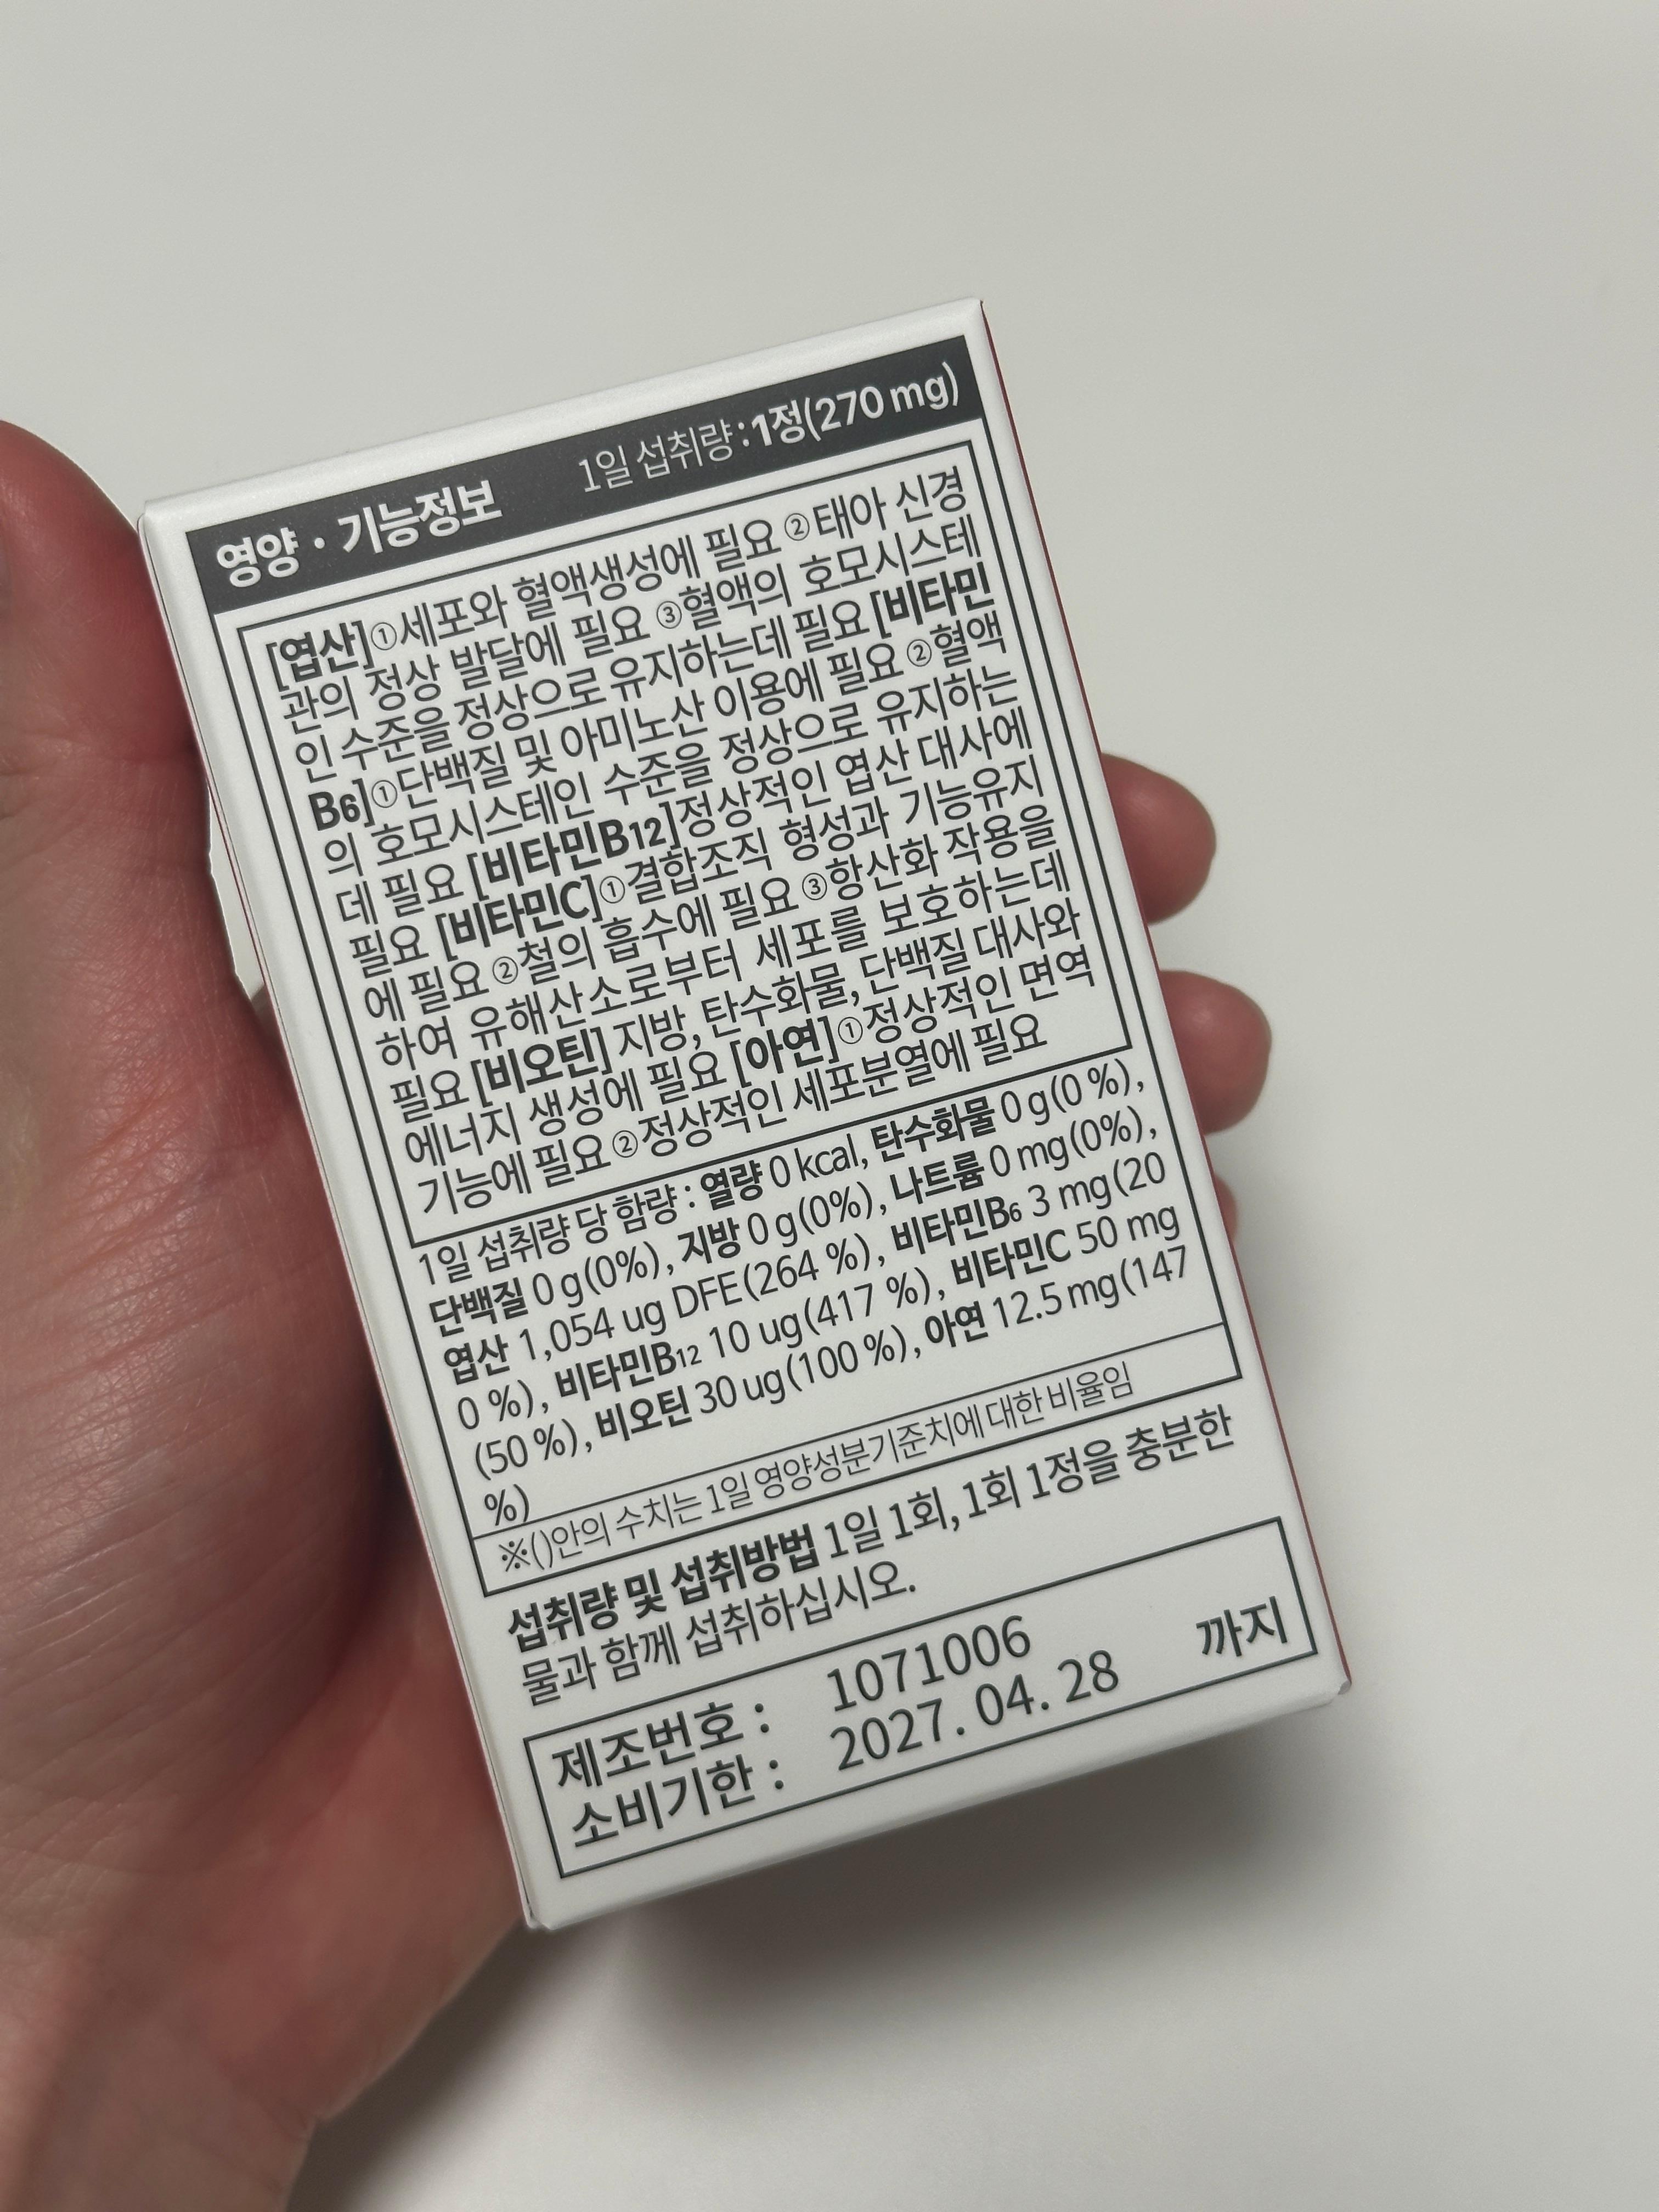 영양 · 기능정보 1일 섭취량 : 1정(270 mg)
[엽산]①세포와 혈액생성에 필요 ②태아 신경
관의 정상 발달에 필요 ③혈액의 호모시스테
인 수준을 정상으로 유지하는데 필요 [비타민
B6]①단백질 및 아미노산 이용에 필요 ②혈액
의 호모시스테인 수준을 정상으로 유지하는
데 필요 [비타민B12]정상적인 엽산 대사에
필요 [비타민C]①결합조직 형성과 기능유지
에 필요 ②철의 흡수에 필요 ③항산화 작용을
하여 유해산소로부터 세포를 보호하는데
필요 [비오틴] 지방, 탄수화물, 단백질 대사와
에너지 생성에 필요 [아연]①정상적인 면역
기능에 필요 ②정상적인 세포분열에 필요
1일 섭취량 당 함량 : 열량 0 kcal, 탄수화물 0 g(0 %),
단백질 0 g(0%), 지방 0 g(0%), 나트륨 0 mg(0%),
엽산 1,054 ug DFE(264 %), 비타민B6 3 mg(20
0 %), 비타민B12 10 ug(417 %), 비타민C 50 mg
(50 %), 비오틴 30 ug(100 %), 아연 12.5 mg(147
%)
※()안의 수치는 1일 영양성분기준치에 대한 비율임
섭취량 및 섭취방법 1일 1회, 1회 1정을 충분한
물과 함께 섭취하십시오.
제조번호 : 1071006
소비기한 : 2027. 04. 28 까지